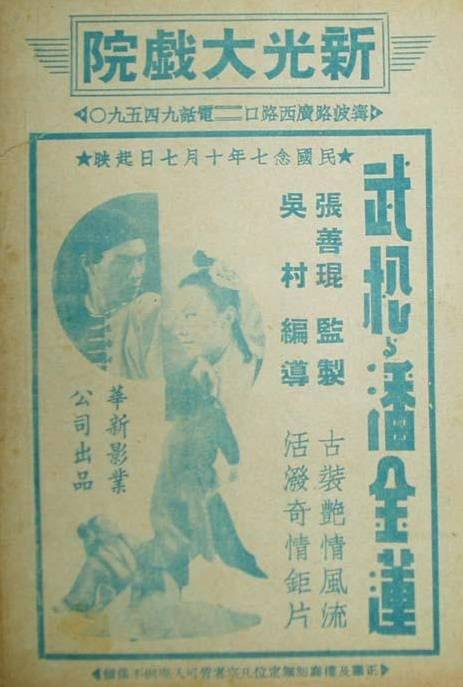 新光大戲院
寗波路廣西路口 電話九四五九〇
★民國念七年十月七日起映★
武松与潘金蓮
張善琨 監製
吳村 編導
古裝艷情風流
活潑奇情鉅片
華新影業
公司出品